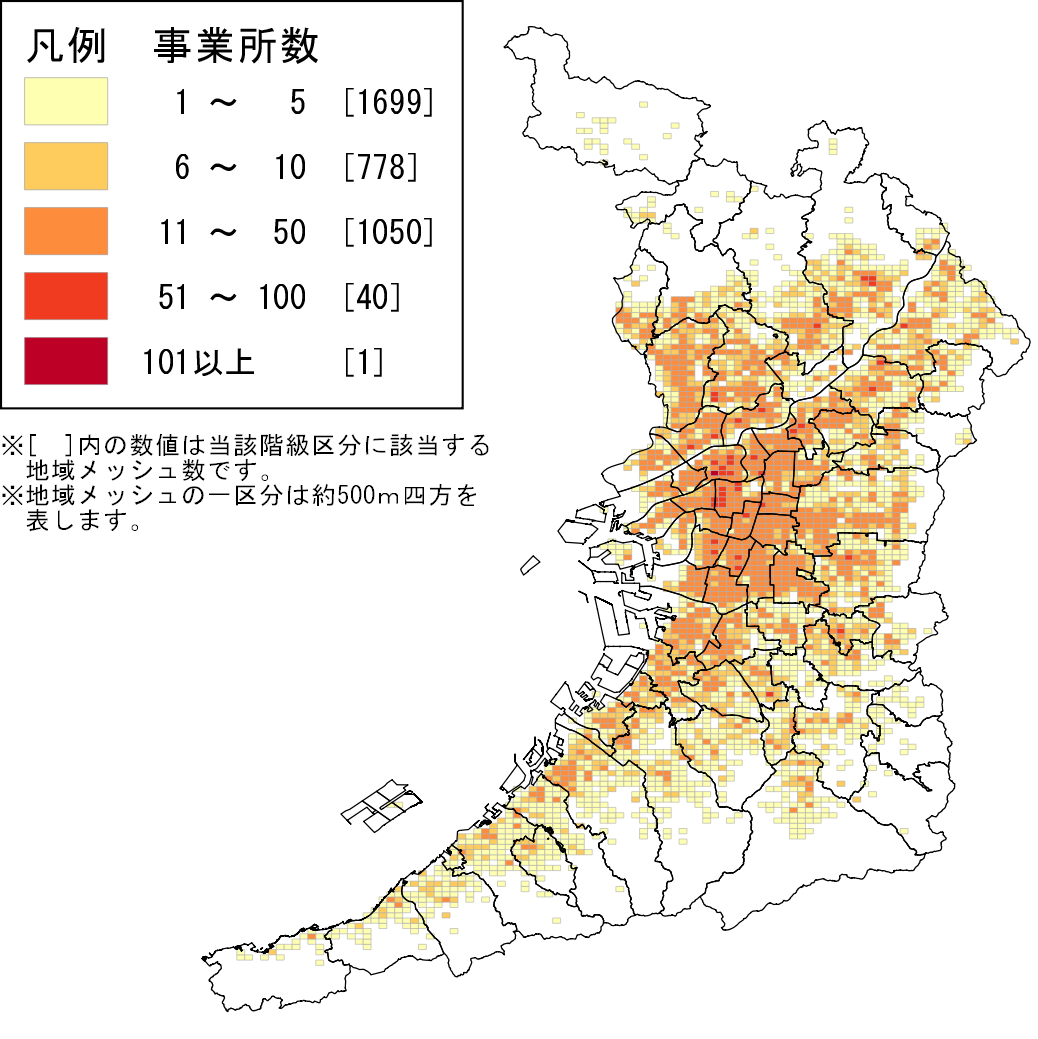 凡例 事業所数
1 ～ 5 [1699]
6 ～ 10 [778]
11 ～ 50 [1050]
51 ～ 100 [40]
101以上 [1]
※[ ]内の数値は当該階級区分に該当する
地域メッシュ数です。
※地域メッシュの一区分は約500m四方を
表します。